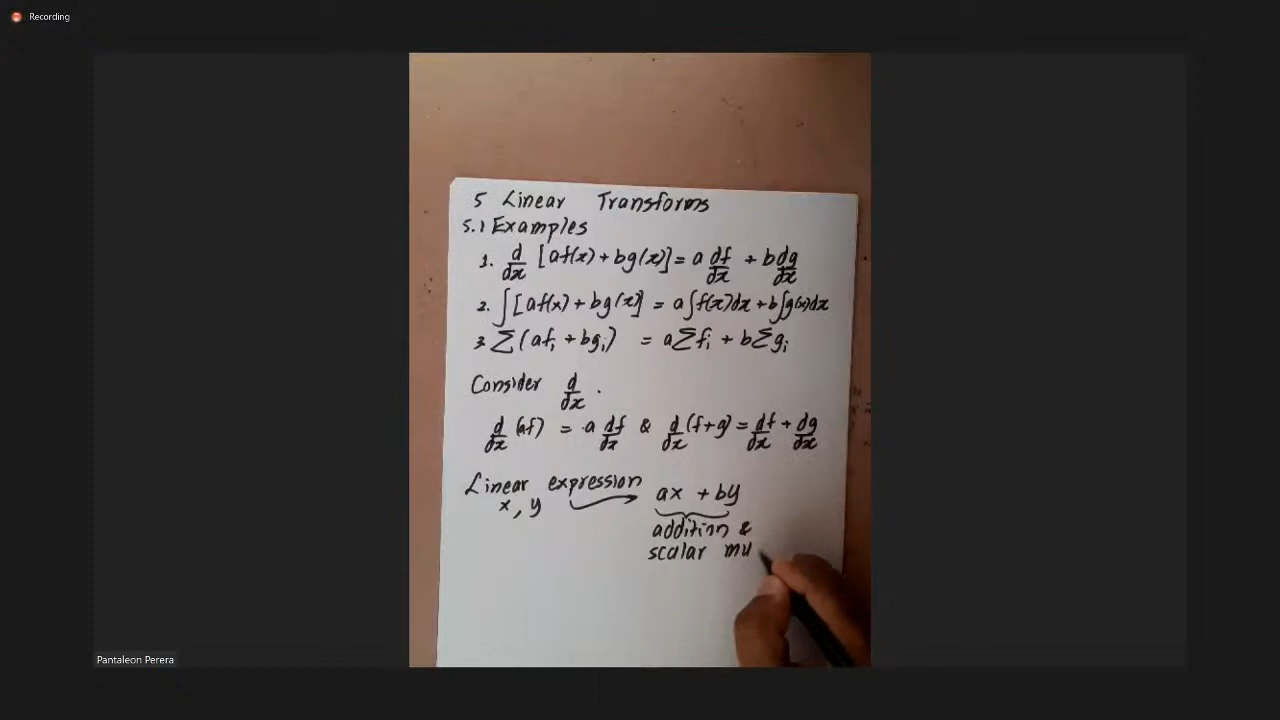 Recording
5 Linear Transforms
5.1 Examples
1. d/dx [af(x) + bg(x)] = a df/dx + b dg/dx
2. ∫[af(x) + bg(x)] = a∫f(x)dx + b∫g(x)dx
3. ∑(afᵢ + bgᵢ) = a∑fᵢ + b∑gᵢ
Consider d/dx .
d/dx (af) = a df/dx & d/dx (f+g) = df/dx + dg/dx
Linear expression ax + by
x, y
addition &
scalar mu
Pantaleon Perera